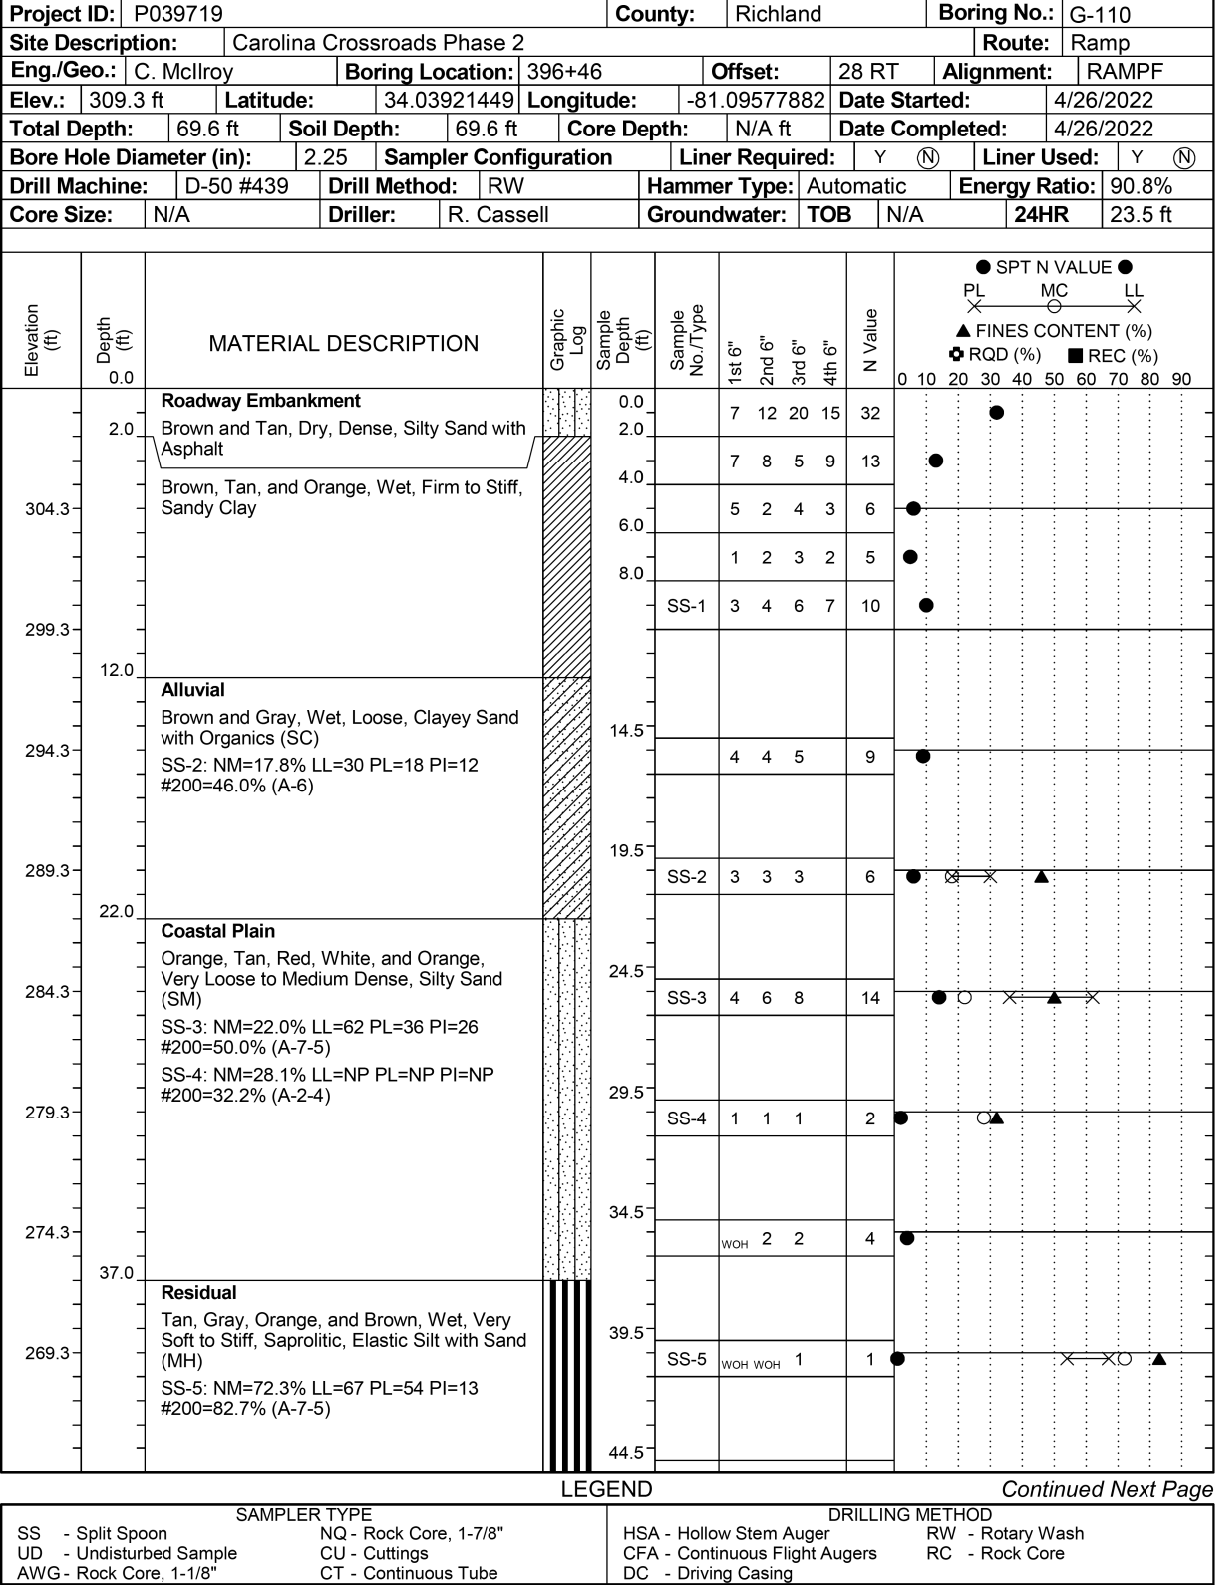 Project ID: P039719 County: Richland Boring No.: G-110
Site Description: Carolina Crossroads Phase 2 Route: Ramp
Eng./Geo.: C. McIlroy Boring Location: 396+46 Offset: 28 RT Alignment: RAMPF
Elev.: 309.3 ft Latitude: 34.03921449 Longitude: -81.09577882 Date Started: 4/26/2022
Total Depth: 69.6 ft Soil Depth: 69.6 ft Core Depth: N/A ft Date Completed: 4/26/2022
Bore Hole Diameter (in): 2.25 Sampler Configuration Liner Required: Y N Liner Used: Y N
Drill Machine: D-50 #439 Drill Method: RW Hammer Type: Automatic Energy Ratio: 90.8%
Core Size: N/A Driller: R. Cassell Groundwater: TOB N/A 24HR 23.5 ft
Elevation (ft) Depth (ft) MATERIAL DESCRIPTION Graphic Log Sample Depth (ft) Sample No./Type 1st 6" 2nd 6" 3rd 6" 4th 6" N Value
● SPT N VALUE ●
PL MC LL
▲ FINES CONTENT (%)
RQD (%) ■ REC (%)
0.0 0 10 20 30 40 50 60 70 80 90
Roadway Embankment 0.0
7 12 20 15 32
2.0 Brown and Tan, Dry, Dense, Silty Sand with 2.0
Asphalt
7 8 5 9 13
4.0
Brown, Tan, and Orange, Wet, Firm to Stiff,
304.3 Sandy Clay 5 2 4 3 6
6.0
1 2 3 2 5
8.0
SS-1 3 4 6 7 10
299.3
12.0
Alluvial
Brown and Gray, Wet, Loose, Clayey Sand
14.5
with Organics (SC)
294.3 4 4 5 9
SS-2: NM=17.8% LL=30 PL=18 PI=12
#200=46.0% (A-6)
19.5
289.3 SS-2 3 3 3 6
22.0
Coastal Plain
Orange, Tan, Red, White, and Orange,
24.5
Very Loose to Medium Dense, Silty Sand
284.3 (SM) SS-3 4 6 8 14
SS-3: NM=22.0% LL=62 PL=36 PI=26
#200=50.0% (A-7-5)
SS-4: NM=28.1% LL=NP PL=NP PI=NP
#200=32.2% (A-2-4) 29.5
279.3 SS-4 1 1 1 2
34.5
274.3 WOH 2 2 4
37.0
Residual
Tan, Gray, Orange, and Brown, Wet, Very
39.5
Soft to Stiff, Saprolitic, Elastic Silt with Sand
269.3 (MH) SS-5 WOH WOH 1 1
SS-5: NM=72.3% LL=67 PL=54 PI=13
#200=82.7% (A-7-5)
44.5
LEGEND Continued Next Page
SAMPLER TYPE DRILLING METHOD
SS - Split Spoon NQ - Rock Core, 1-7/8" HSA - Hollow Stem Auger RW - Rotary Wash
UD - Undisturbed Sample CU - Cuttings CFA - Continuous Flight Augers RC - Rock Core
AWG - Rock Core, 1-1/8" CT - Continuous Tube DC - Driving Casing